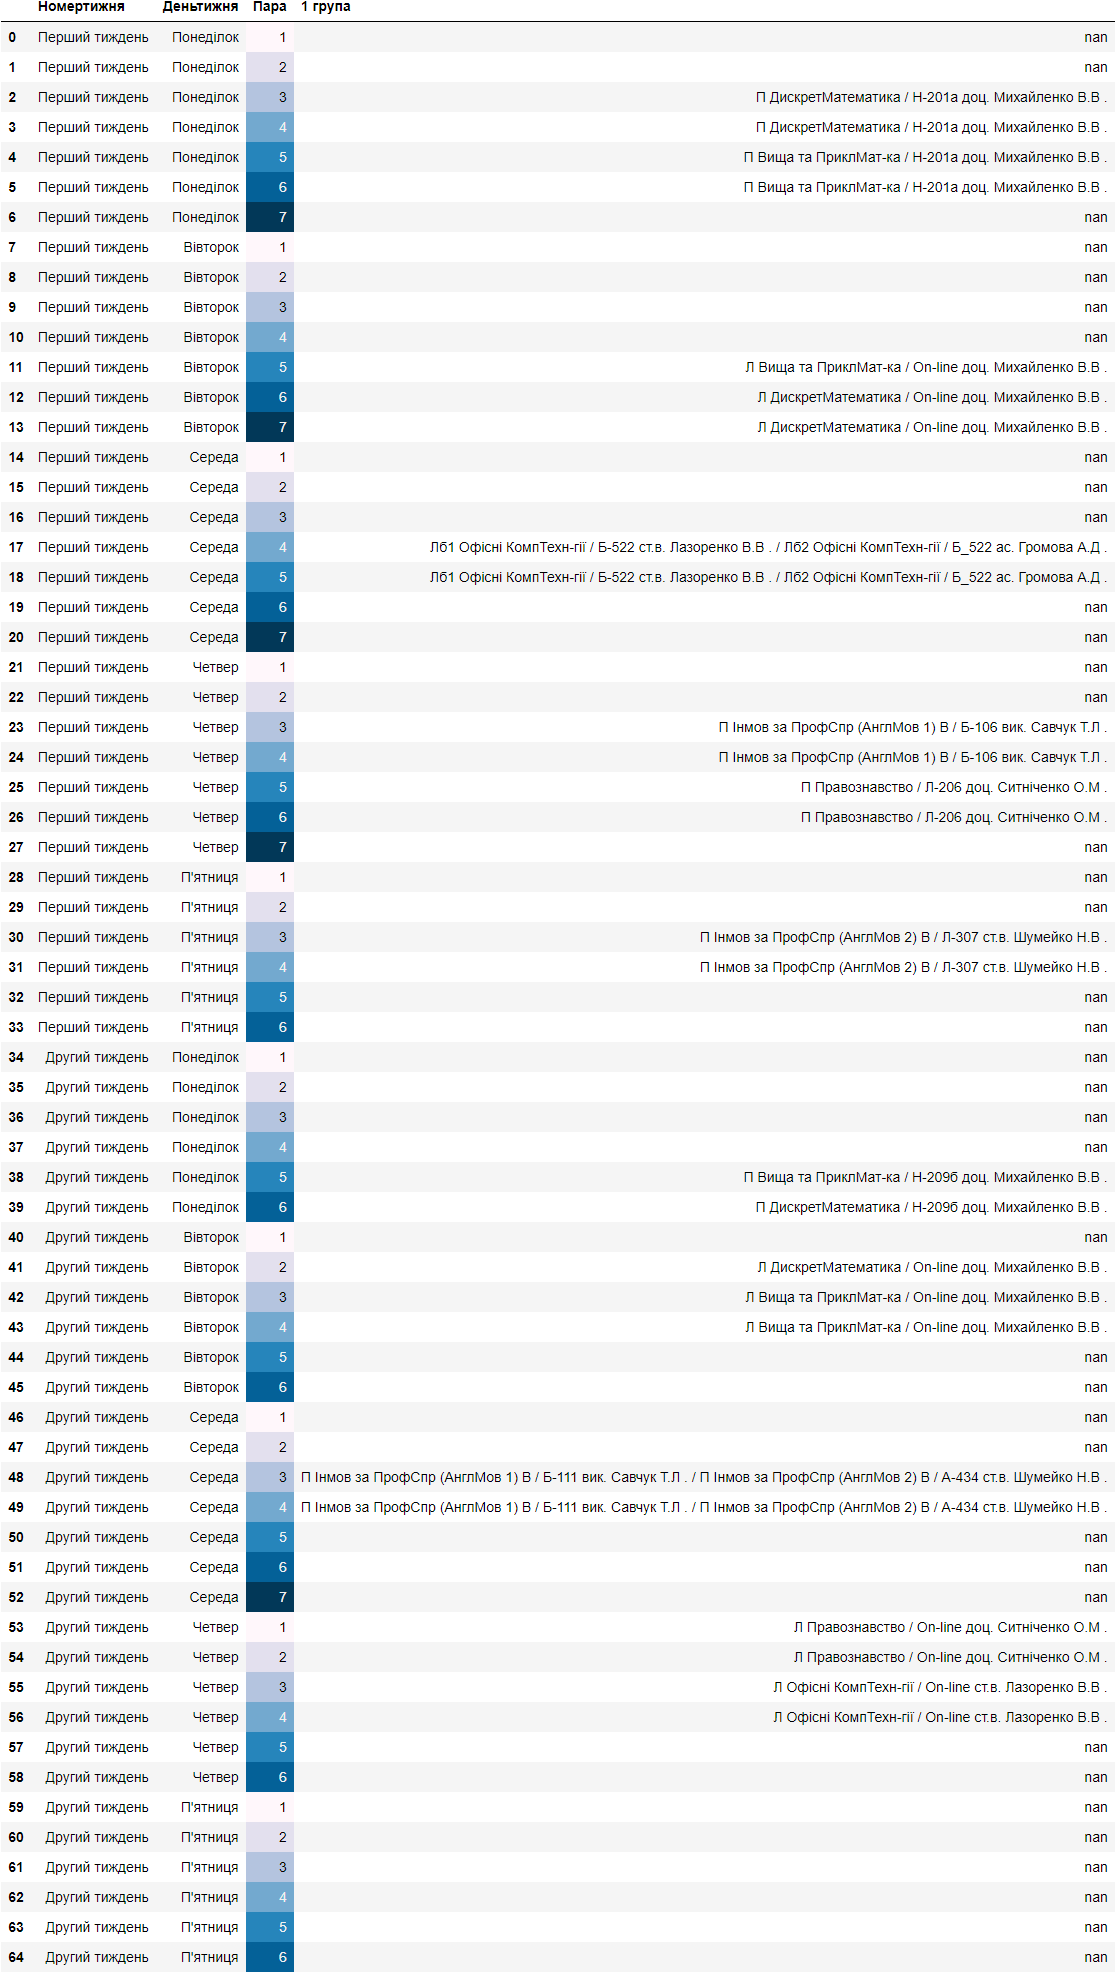 Номертижня Деньтижня Пара 1 група
0 Перший тиждень Понеділок 1 nan
1 Перший тиждень Понеділок 2 nan
2 Перший тиждень Понеділок 3 П ДискретМатематика / Н-201а доц. Михайленко В.В .
3 Перший тиждень Понеділок 4 П ДискретМатематика / Н-201а доц. Михайленко В.В .
4 Перший тиждень Понеділок 5 П Вища та ПриклМат-ка / Н-201а доц. Михайленко В.В .
5 Перший тиждень Понеділок 6 П Вища та ПриклМат-ка / Н-201а доц. Михайленко В.В .
6 Перший тиждень Понеділок 7 nan
7 Перший тиждень Вівторок 1 nan
8 Перший тиждень Вівторок 2 nan
9 Перший тиждень Вівторок 3 nan
10 Перший тиждень Вівторок 4 nan
11 Перший тиждень Вівторок 5 Л Вища та ПриклМат-ка / On-line доц. Михайленко В.В .
12 Перший тиждень Вівторок 6 Л ДискретМатематика / On-line доц. Михайленко В.В .
13 Перший тиждень Вівторок 7 Л ДискретМатематика / On-line доц. Михайленко В.В .
14 Перший тиждень Середа 1 nan
15 Перший тиждень Середа 2 nan
16 Перший тиждень Середа 3 nan
17 Перший тиждень Середа 4 Лб1 Офісні КомпТехн-гії / Б-522 ст.в. Лазоренко В.В . / Лб2 Офісні КомпТехн-гії / Б_522 ас. Громова А.Д .
18 Перший тиждень Середа 5 Лб1 Офісні КомпТехн-гії / Б-522 ст.в. Лазоренко В.В . / Лб2 Офісні КомпТехн-гії / Б_522 ас. Громова А.Д .
19 Перший тиждень Середа 6 nan
20 Перший тиждень Середа 7 nan
21 Перший тиждень Четвер 1 nan
22 Перший тиждень Четвер 2 nan
23 Перший тиждень Четвер 3 П Інмов за ПрофСпр (АнглМов 1) В / Б-106 вик. Савчук Т.Л .
24 Перший тиждень Четвер 4 П Інмов за ПрофСпр (АнглМов 1) В / Б-106 вик. Савчук Т.Л .
25 Перший тиждень Четвер 5 П Правознавство / Л-206 доц. Ситніченко О.М .
26 Перший тиждень Четвер 6 П Правознавство / Л-206 доц. Ситніченко О.М .
27 Перший тиждень Четвер 7 nan
28 Перший тиждень П'ятниця 1 nan
29 Перший тиждень П'ятниця 2 nan
30 Перший тиждень П'ятниця 3 П Інмов за ПрофСпр (АнглМов 2) В / Л-307 ст.в. Шумейко Н.В .
31 Перший тиждень П'ятниця 4 П Інмов за ПрофСпр (АнглМов 2) В / Л-307 ст.в. Шумейко Н.В .
32 Перший тиждень П'ятниця 5 nan
33 Перший тиждень П'ятниця 6 nan
34 Другий тиждень Понеділок 1 nan
35 Другий тиждень Понеділок 2 nan
36 Другий тиждень Понеділок 3 nan
37 Другий тиждень Понеділок 4 nan
38 Другий тиждень Понеділок 5 П Вища та ПриклМат-ка / Н-209б доц. Михайленко В.В .
39 Другий тиждень Понеділок 6 П ДискретМатематика / Н-209б доц. Михайленко В.В .
40 Другий тиждень Вівторок 1 nan
41 Другий тиждень Вівторок 2 Л ДискретМатематика / On-line доц. Михайленко В.В .
42 Другий тиждень Вівторок 3 Л Вища та ПриклМат-ка / On-line доц. Михайленко В.В .
43 Другий тиждень Вівторок 4 Л Вища та ПриклМат-ка / On-line доц. Михайленко В.В .
44 Другий тиждень Вівторок 5 nan
45 Другий тиждень Вівторок 6 nan
46 Другий тиждень Середа 1 nan
47 Другий тиждень Середа 2 nan
48 Другий тиждень Середа 3 П Інмов за ПрофСпр (АнглМов 1) В / Б-111 вик. Савчук Т.Л . / П Інмов за ПрофСпр (АнглМов 2) В / А-434 ст.в. Шумейко Н.В .
49 Другий тиждень Середа 4 П Інмов за ПрофСпр (АнглМов 1) В / Б-111 вик. Савчук Т.Л . / П Інмов за ПрофСпр (АнглМов 2) В / А-434 ст.в. Шумейко Н.В .
50 Другий тиждень Середа 5 nan
51 Другий тиждень Середа 6 nan
52 Другий тиждень Середа 7 nan
53 Другий тиждень Четвер 1 Л Правознавство / On-line доц. Ситніченко О.М .
54 Другий тиждень Четвер 2 Л Правознавство / On-line доц. Ситніченко О.М .
55 Другий тиждень Четвер 3 Л Офісні КомпТехн-гії / On-line ст.в. Лазоренко В.В .
56 Другий тиждень Четвер 4 Л Офісні КомпТехн-гії / On-line ст.в. Лазоренко В.В .
57 Другий тиждень Четвер 5 nan
58 Другий тиждень Четвер 6 nan
59 Другий тиждень П'ятниця 1 nan
60 Другий тиждень П'ятниця 2 nan
61 Другий тиждень П'ятниця 3 nan
62 Другий тиждень П'ятниця 4 nan
63 Другий тиждень П'ятниця 5 nan
64 Другий тиждень П'ятниця 6 nan